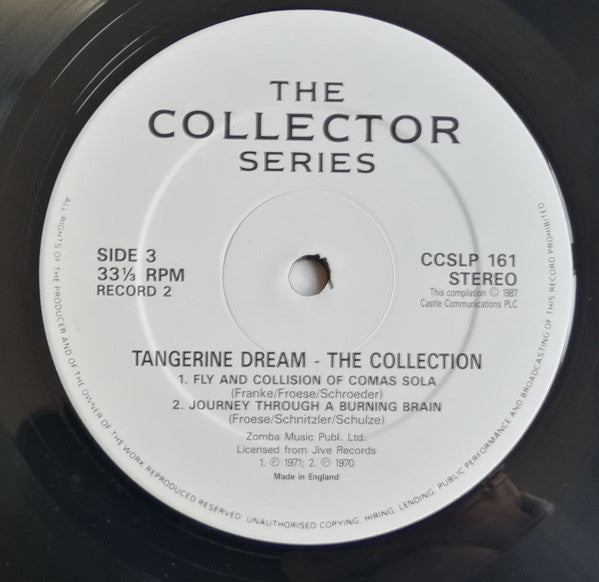 THE
COLLECTOR
SERIES
SIDE 3
33⅓ RPM
RECORD 2
CCSLP 161
STEREO
This compilation Ⓟ 1987
Castle Communications PLC
TANGERINE DREAM - THE COLLECTION
1. FLY AND COLLISION OF COMAS SOLA
(Franke/Froese/Schroeder)
2. JOURNEY THROUGH A BURNING BRAIN
(Froese/Schnitzler/Schulze)
Zomba Music Publ. Ltd.
Licensed from Jive Records
1. Ⓟ 1971; 2. Ⓟ 1970
Made in England
ALL RIGHTS OF THE PRODUCER AND OF THE OWNER OF THE WORK REPRODUCED RESERVED. UNAUTHORISED COPYING, HIRING, LENDING, PUBLIC PERFORMANCE AND BROADCASTING OF THIS RECORD PROHIBITED